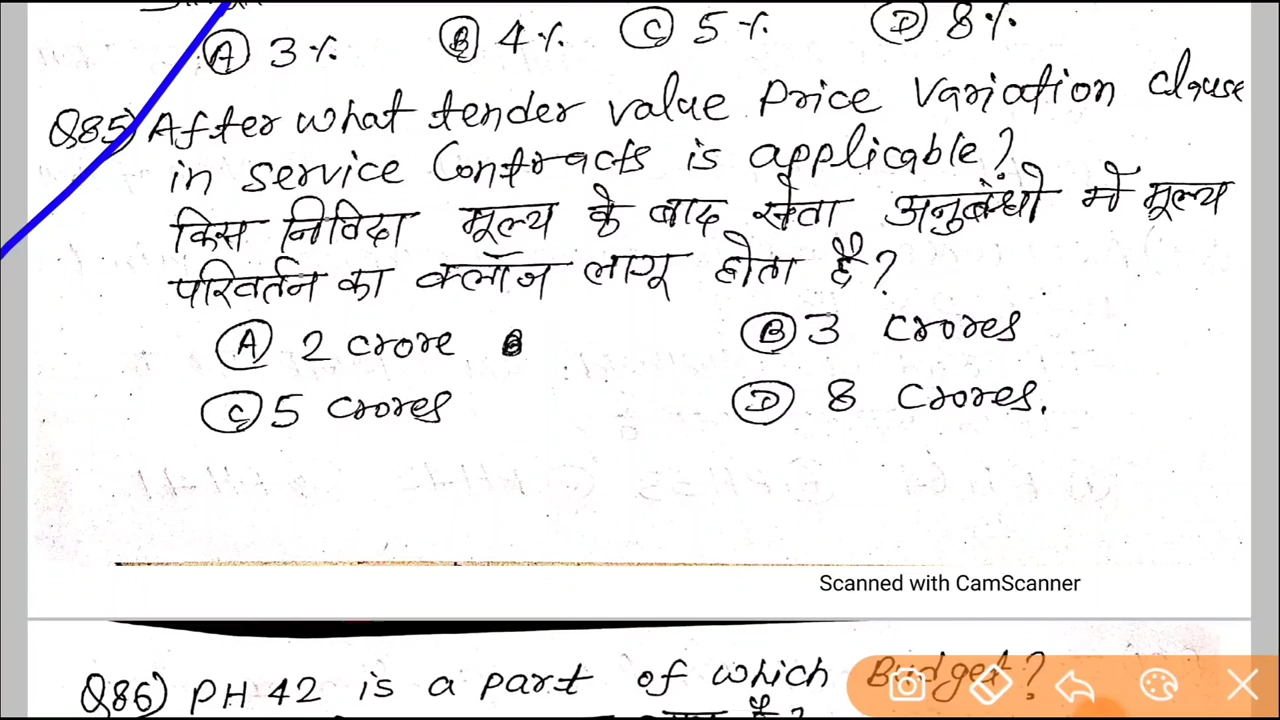 (A) 3% (B) 4% (C) 5% (D) 8%
Q85) After what tender value Price Variation clause
in service Contracts is applicable?
किस निविदा मूल्य के बाद सेवा अनुबंधो में मूल्य
परिवर्तन का क्लॉज लागू होता है?
(A) 2 crore (B) 3 crores
(C) 5 crores (D) 8 crores.
Scanned with CamScanner
Q86) PH 42 is a part of which Budget?